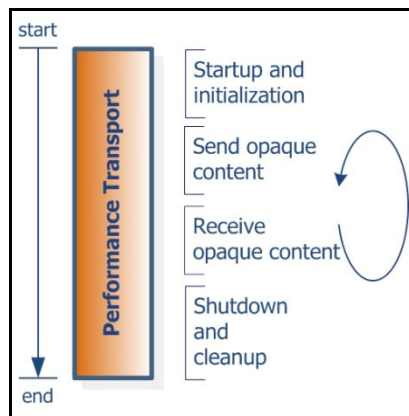 start
Performance Transport
Startup and
initialization
Send opaque
content
Receive
opaque content
Shutdown
and
cleanup
end